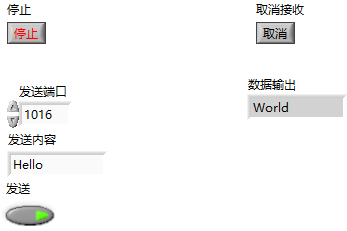 停止
停止
取消接收
取消
发送端口
1016
数据输出
World
发送内容
Hello
发送